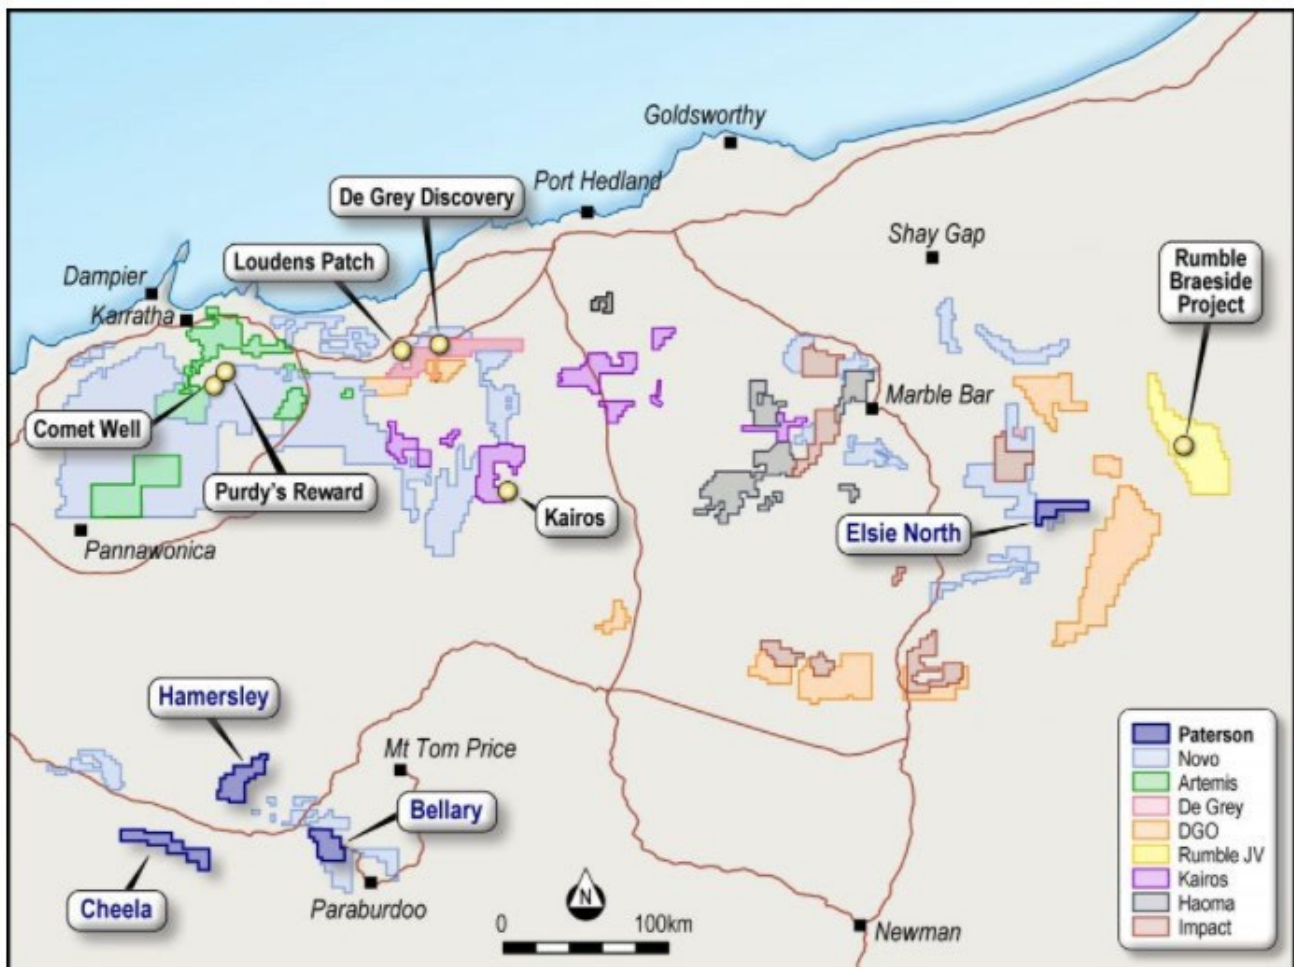 Goldsworthy
Port Hedland
De Grey Discovery
Shay Gap
Loudens Patch
Rumble
Braeside
Project
Dampier
Karratha
Marble Bar
Comet Well
Purdy's Reward
Kairos
Elsie North
Pannawonica
Hamersley
Mt Tom Price
Bellary
Cheela
Paraburdoo
N
0 100km
Newman
Paterson
Novo
Artemis
De Grey
DGO
Rumble JV
Kairos
Haoma
Impact